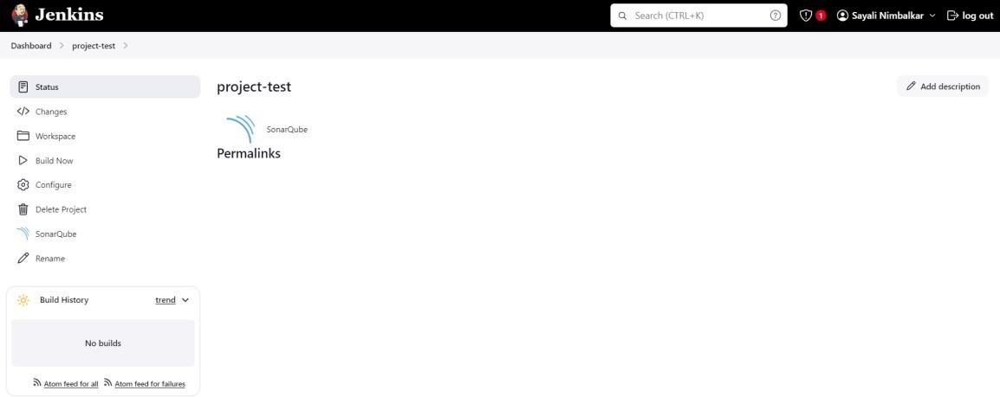 Jenkins
Search (CTRL+K)
1
Sayali Nimbalkar
log out
Dashboard
project-test
Status
Changes
Workspace
Build Now
Configure
Delete Project
SonarQube
Rename
Build History
trend
No builds
Atom feed for all
Atom feed for failures
project-test
Add description
SonarQube
Permalinks